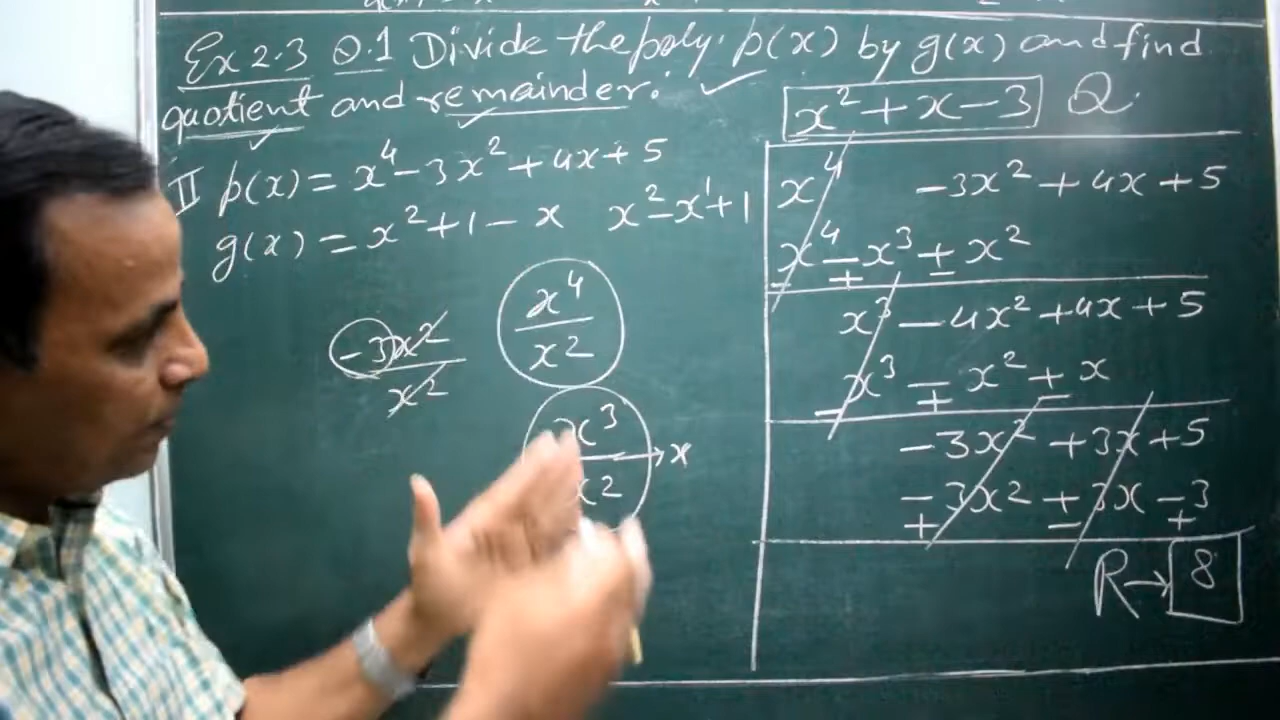 Ex 2.3 Q.1 Divide the poly. p(x) by g(x) and find
quotient and remainder: ✓
II p(x) = x⁴ - 3x² + 4x + 5
g(x) = x² + 1 - x
x² - x¹ + 1
-3x²/x²
x⁴/x²
x³/x² → x
x² + x - 3 Q.
x⁴ - 3x² + 4x + 5
x⁴ - x³ + x²
- + -
x³ - 4x² + 4x + 5
x³ - x² + x
- + -
-3x² + 3x + 5
-3x² + 3x - 3
+ - +
R → 8